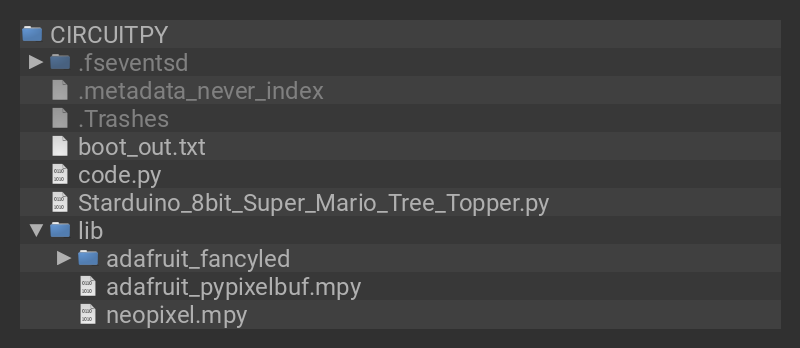 CIRCUITPY
.fseventsd
.metadata_never_index
.Trashes
boot_out.txt
code.py
Starduino_8bit_Super_Mario_Tree_Topper.py
lib
adafruit_fancyled
adafruit_pypixelbuf.mpy
neopixel.mpy